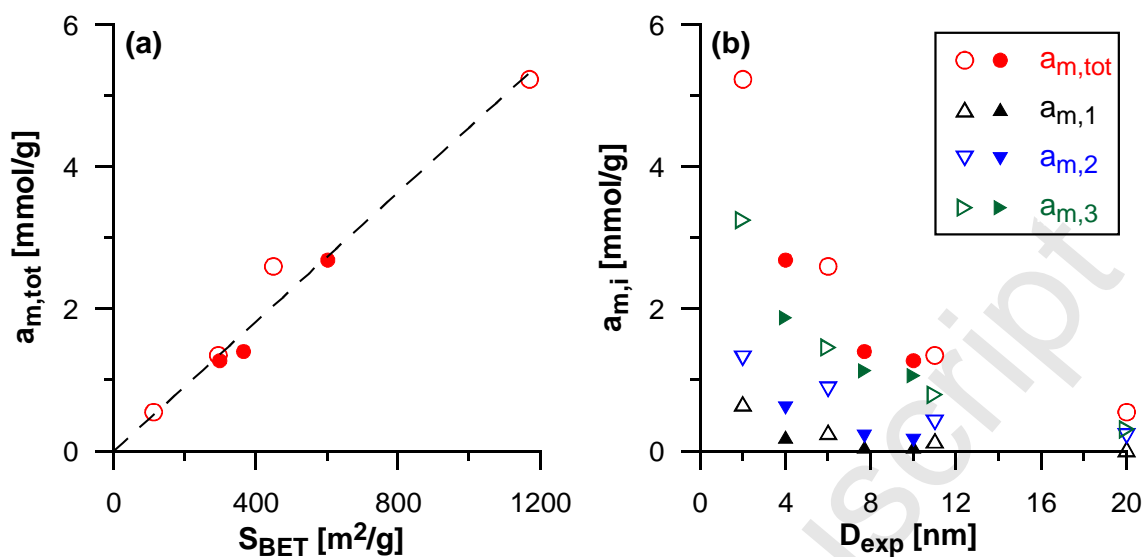 (a)
6
4
2
0
a_m,tot [mmol/g]
0
400
800
1200
S_BET [m²/g]
(b)
6
4
2
0
a_m,i [mmol/g]
0
4
8
12
16
20
D_exp [nm]
a_m,tot
a_m,1
a_m,2
a_m,3
script